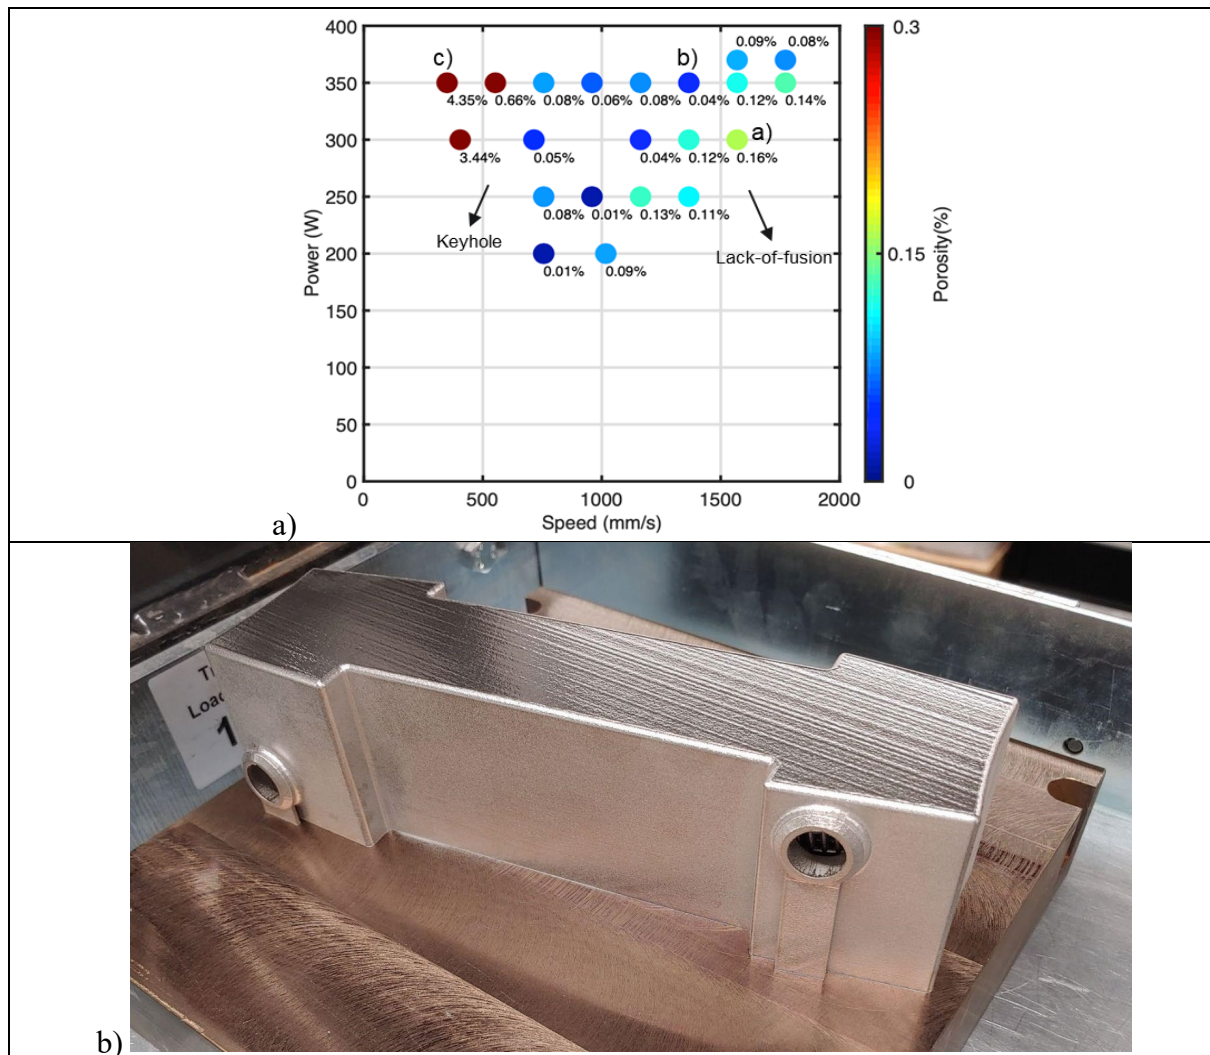 400
0.09% 0.08%
0.3
c)
b)
350
4.35% 0.66% 0.08% 0.06% 0.08% 0.04% 0.12% 0.14%
300
a)
3.44% 0.05% 0.04% 0.12% 0.16%
250
0.08% 0.01% 0.13% 0.11%
Keyhole
Lack-of-fusion
200
0.01% 0.09%
0.15
150
100
50
0
0
0 500 1000 1500 2000
Power (W)
Speed (mm/s)
Porosity(%)
a)
Loac
1
b)